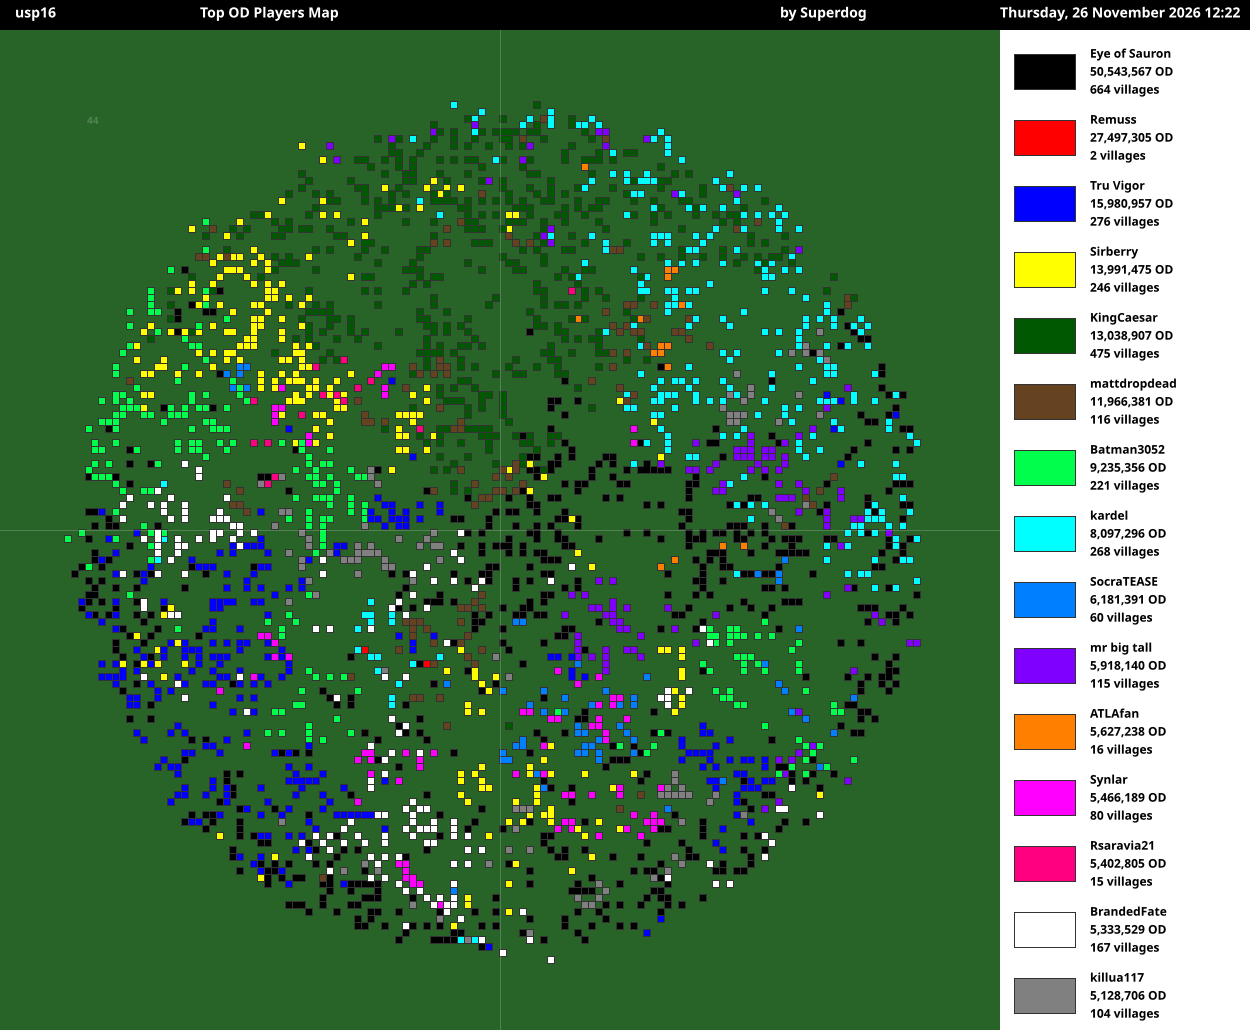 usp16
Top OD Players Map
by Superdog
Thursday, 26 November 2026 12:22
44
Eye of Sauron
50,543,567 OD
664 villages
Remuss
27,497,305 OD
2 villages
Tru Vigor
15,980,957 OD
276 villages
Sirberry
13,991,475 OD
246 villages
KingCaesar
13,038,907 OD
475 villages
mattdropdead
11,966,381 OD
116 villages
Batman3052
9,235,356 OD
221 villages
kardel
8,097,296 OD
268 villages
SocraTEASE
6,181,391 OD
60 villages
mr big tall
5,918,140 OD
115 villages
ATLAfan
5,627,238 OD
16 villages
Synlar
5,466,189 OD
80 villages
Rsaravia21
5,402,805 OD
15 villages
BrandedFate
5,333,529 OD
167 villages
killua117
5,128,706 OD
104 villages